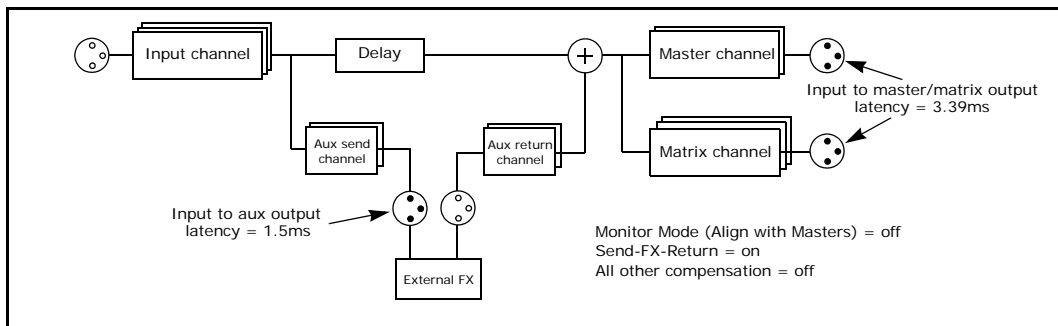 Input channel
Delay
+
Master channel
Input to master/matrix output
latency = 3.39ms
Aux send
channel
Aux return
channel
Matrix channel
Input to aux output
latency = 1.5ms
External FX
Monitor Mode (Align with Masters) = off
Send-FX-Return = on
All other compensation = off